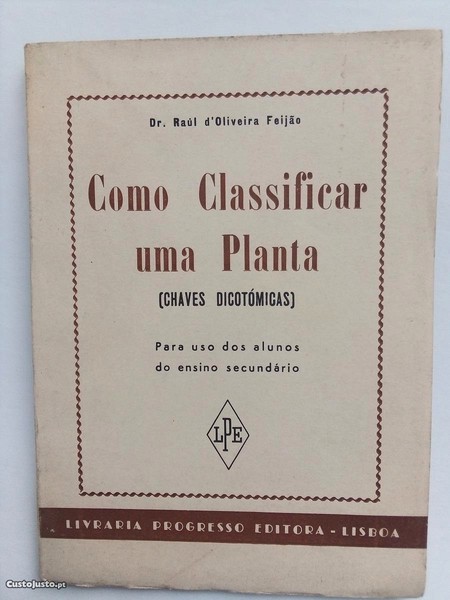 Dr. Raúl d'Oliveira Feijão
Como Classificar
uma Planta
(CHAVES DICOTÓMICAS)
Para uso dos alunos
do ensino secundário
LPE
LIVRARIA PROGRESSO EDITORA - LISBOA
Custojusto.pt